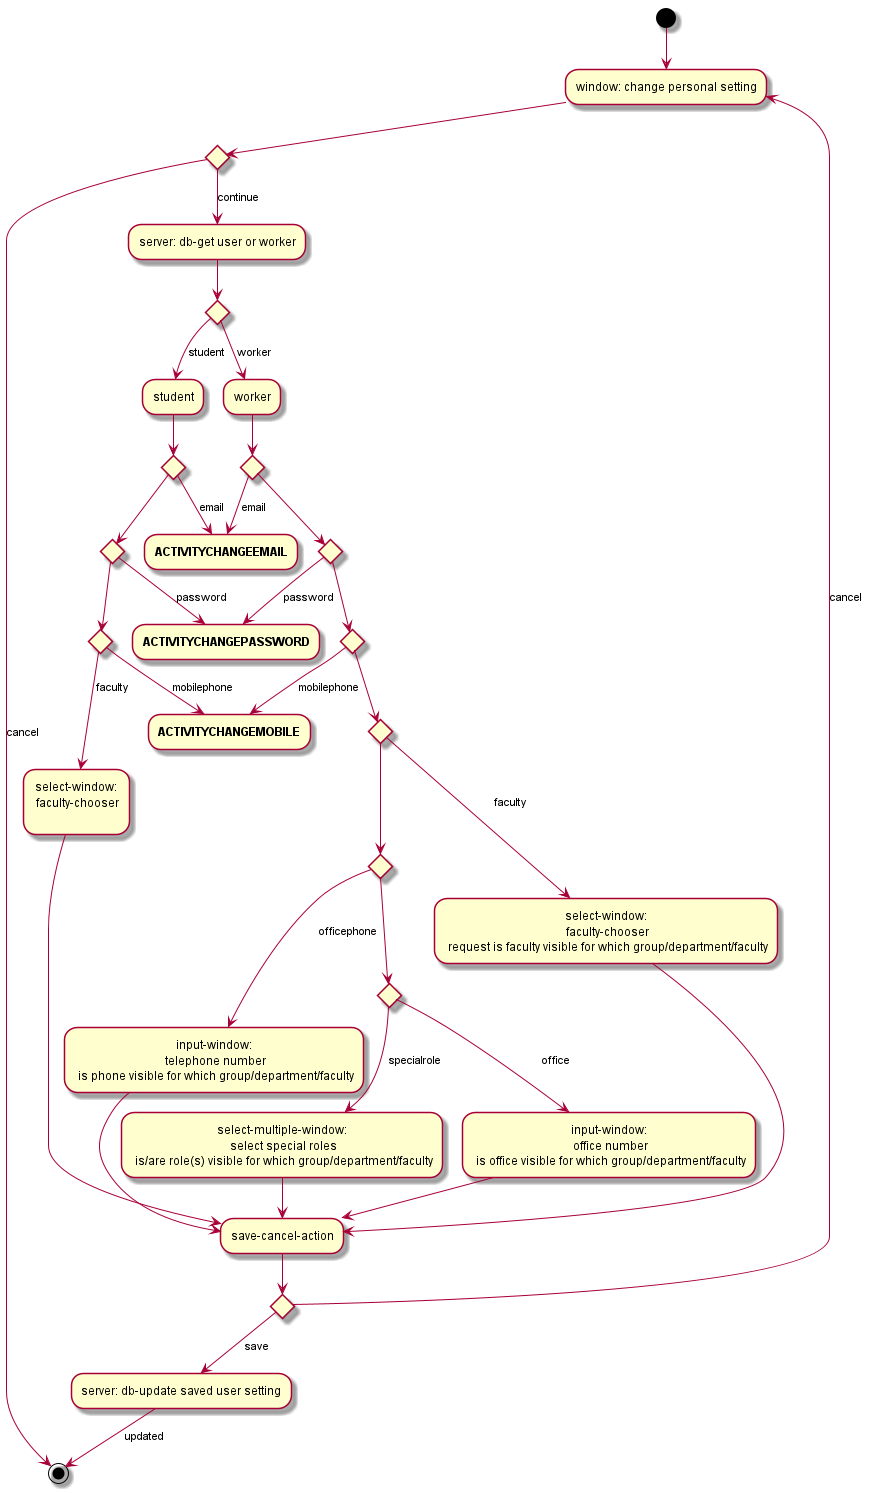 window: change personal setting
continue
server: db-get user or worker
student
worker
student
worker
email
email
ACTIVITYCHANGEEMAIL
password
password
cancel
ACTIVITYCHANGEPASSWORD
faculty
mobilephone
mobilephone
cancel
ACTIVITYCHANGEMOBILE
select-window:
faculty-chooser
faculty
select-window:
faculty-chooser
request is faculty visible for which group/department/faculty
officephone
input-window:
telephone number
is phone visible for which group/department/faculty
specialrole
office
select-multiple-window:
select special roles
is/are role(s) visible for which group/department/faculty
input-window:
office number
is office visible for which group/department/faculty
save-cancel-action
save
server: db-update saved user setting
updated